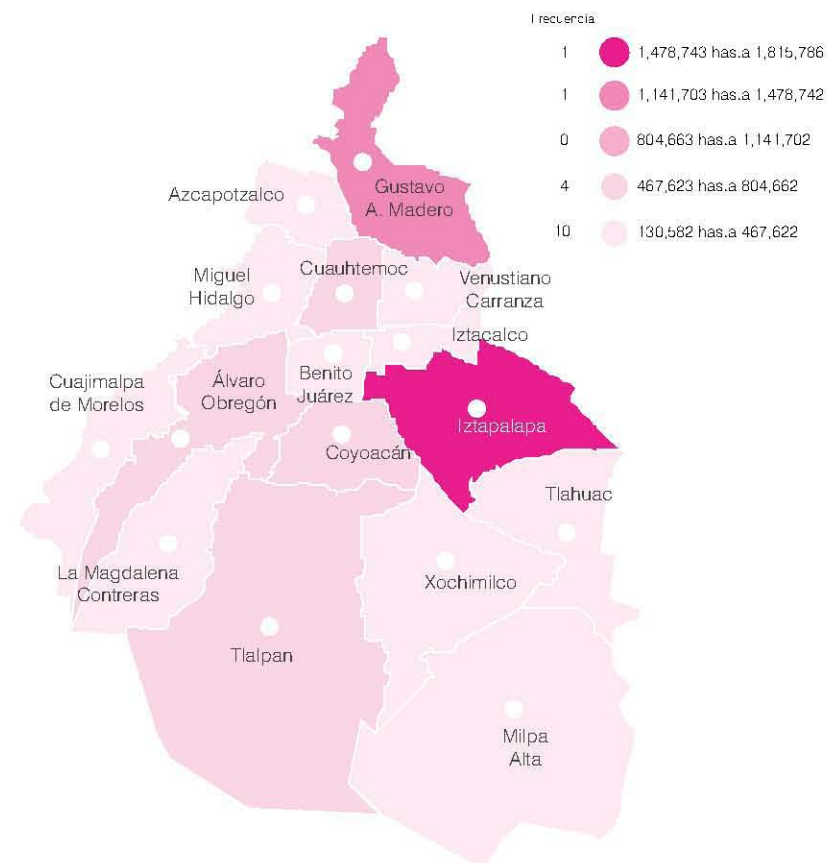 Frecuencia
1 1,478,743 has.a 1,815,786
1 1,141,703 has.a 1,478,742
0 804,663 has.a 1,141,702
4 467,623 has.a 804,662
10 130,582 has.a 467,622
Gustavo
A. Madero
Azcapotzalco
Miguel
Hidalgo
Cuauhtemoc
Venustiano
Carranza
Iztacalco
Cuajimalpa
de Morelos
Álvaro
Obregón
Benito
Juárez
Coyoacán
Iztapalapa
Tlahuac
La Magdalena
Contreras
Xochimilco
Tlalpan
Milpa
Alta